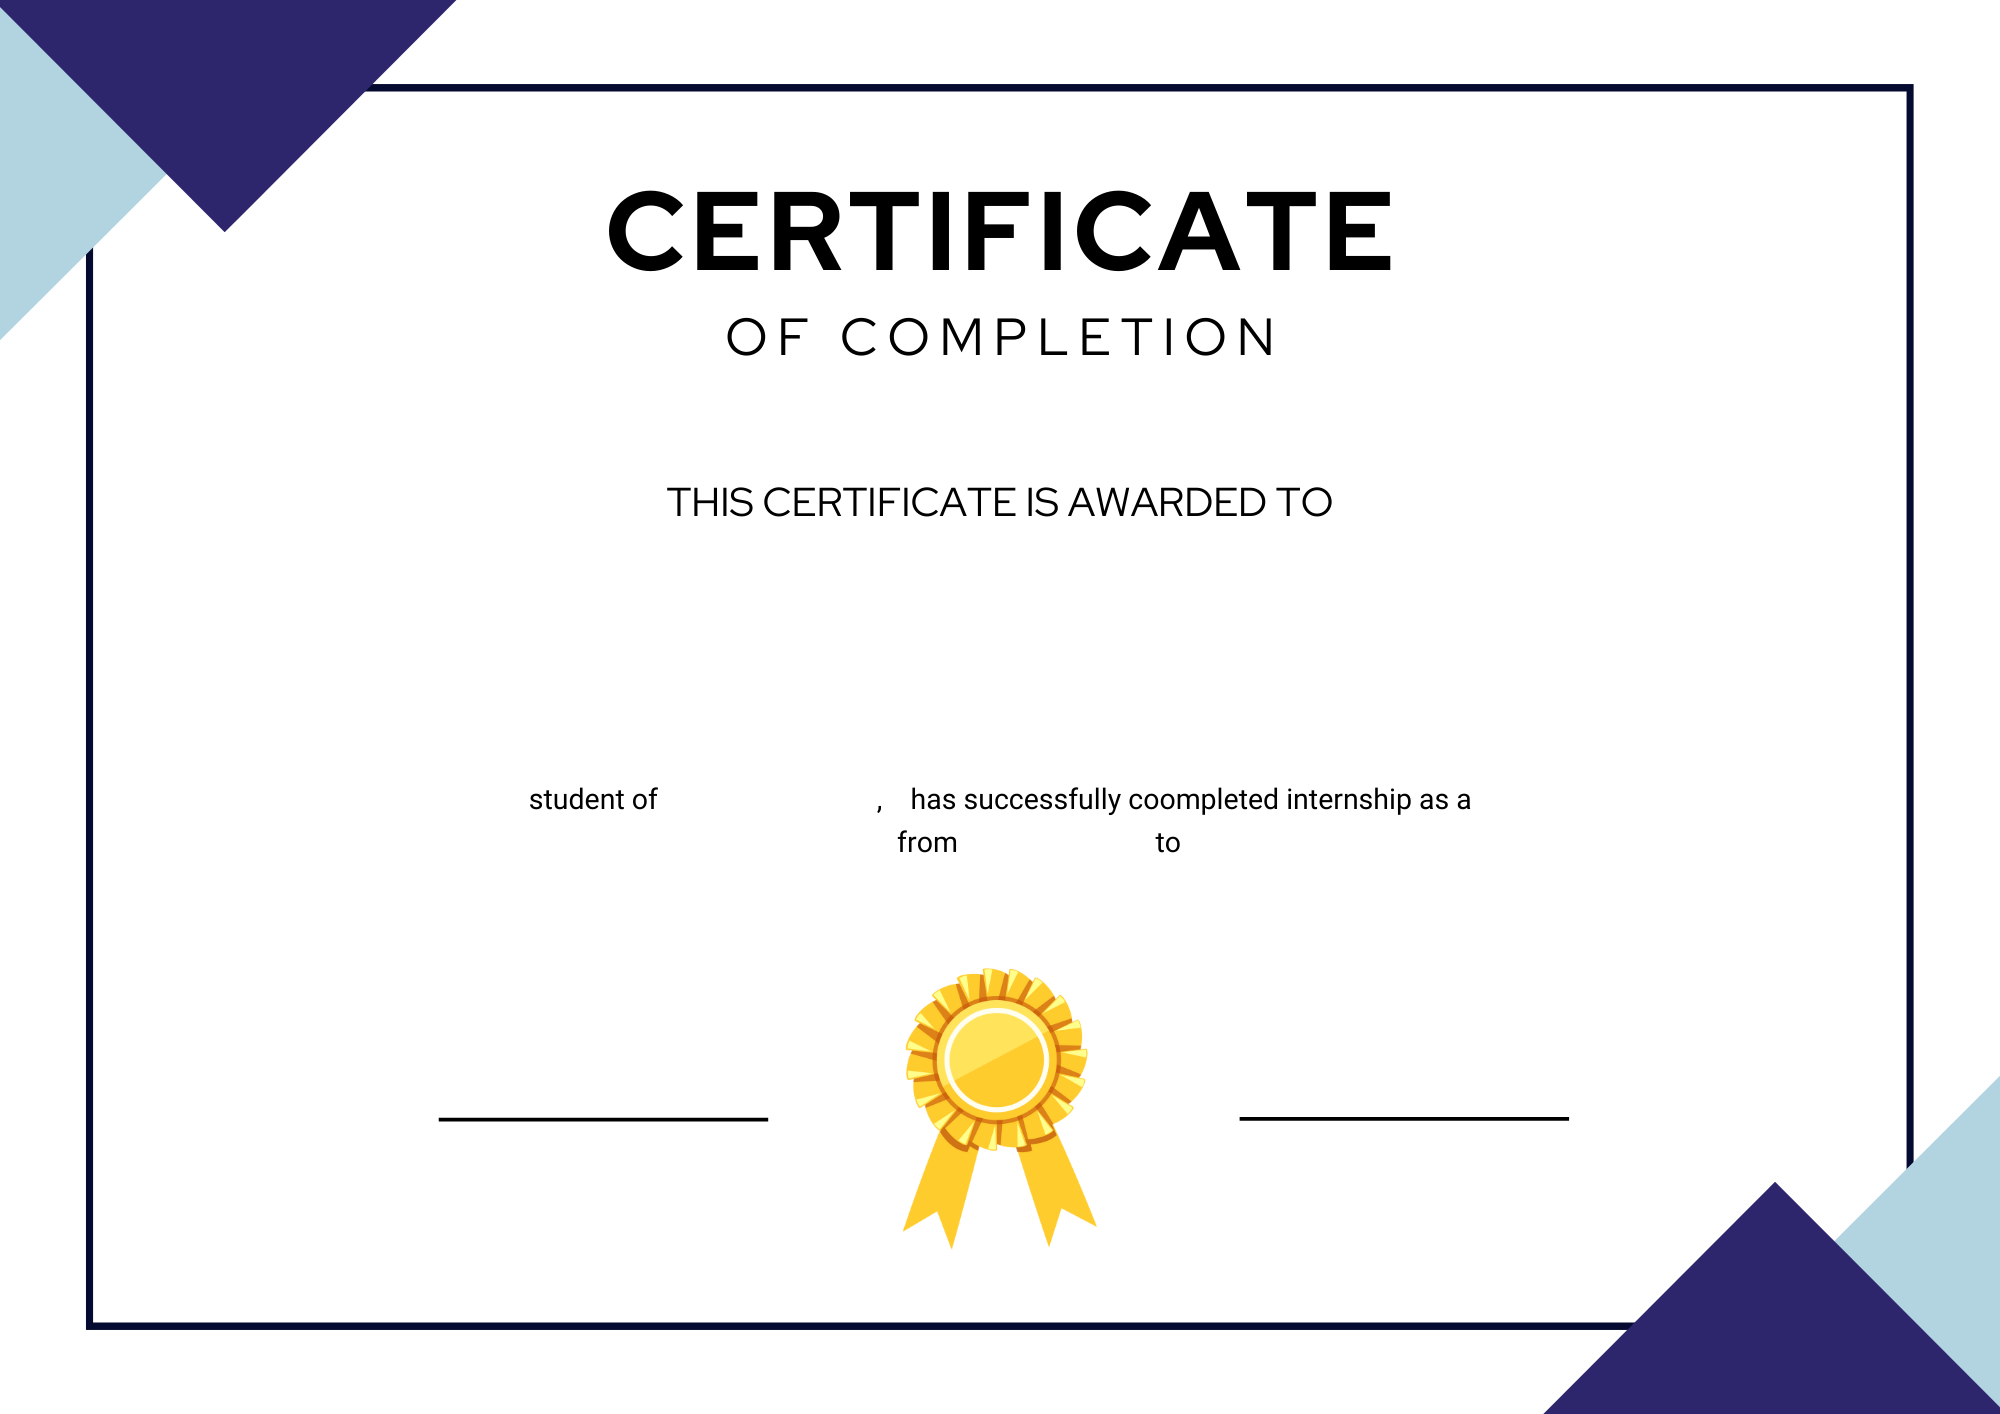 CERTIFICATE
OF COMPLETION
THIS CERTIFICATE IS AWARDED TO
student of , has successfully coompleted internship as a
from to